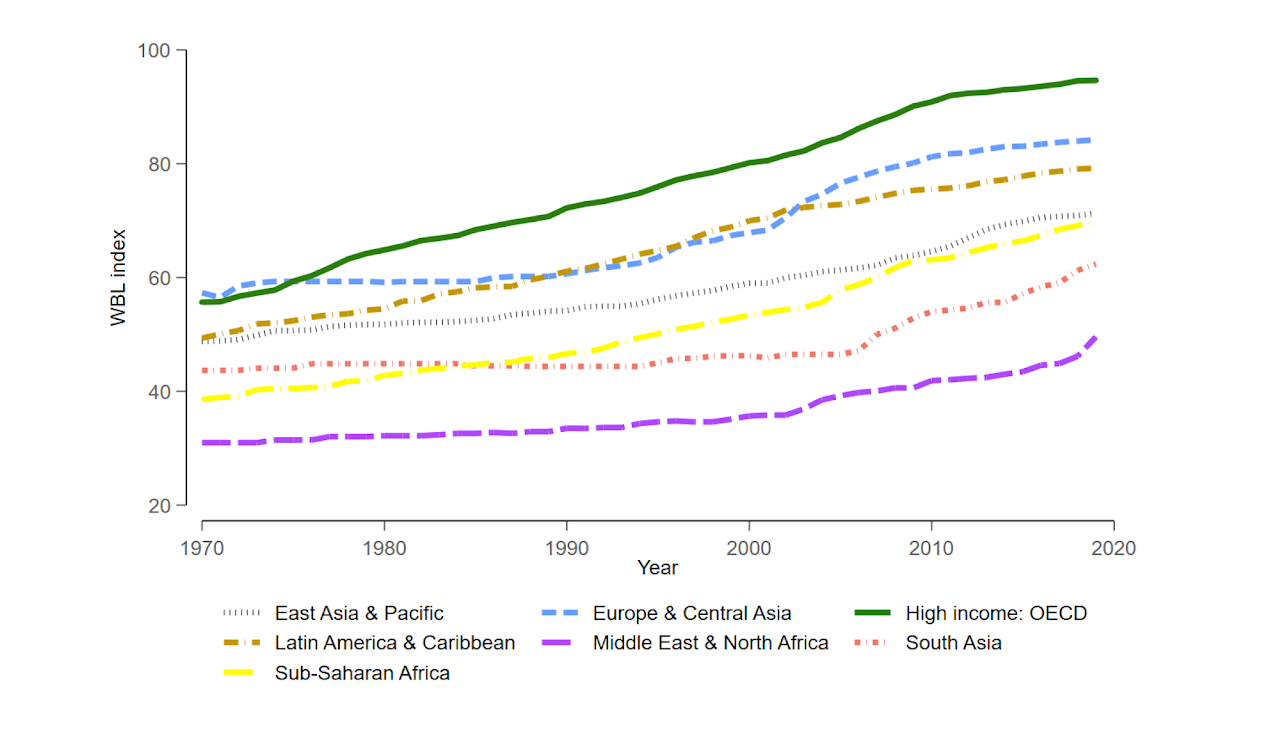 100
80
60
40
20
WBL index
1970 1980 1990 2000 2010 2020
Year
East Asia & Pacific Europe & Central Asia High income: OECD
Latin America & Caribbean Middle East & North Africa South Asia
Sub-Saharan Africa